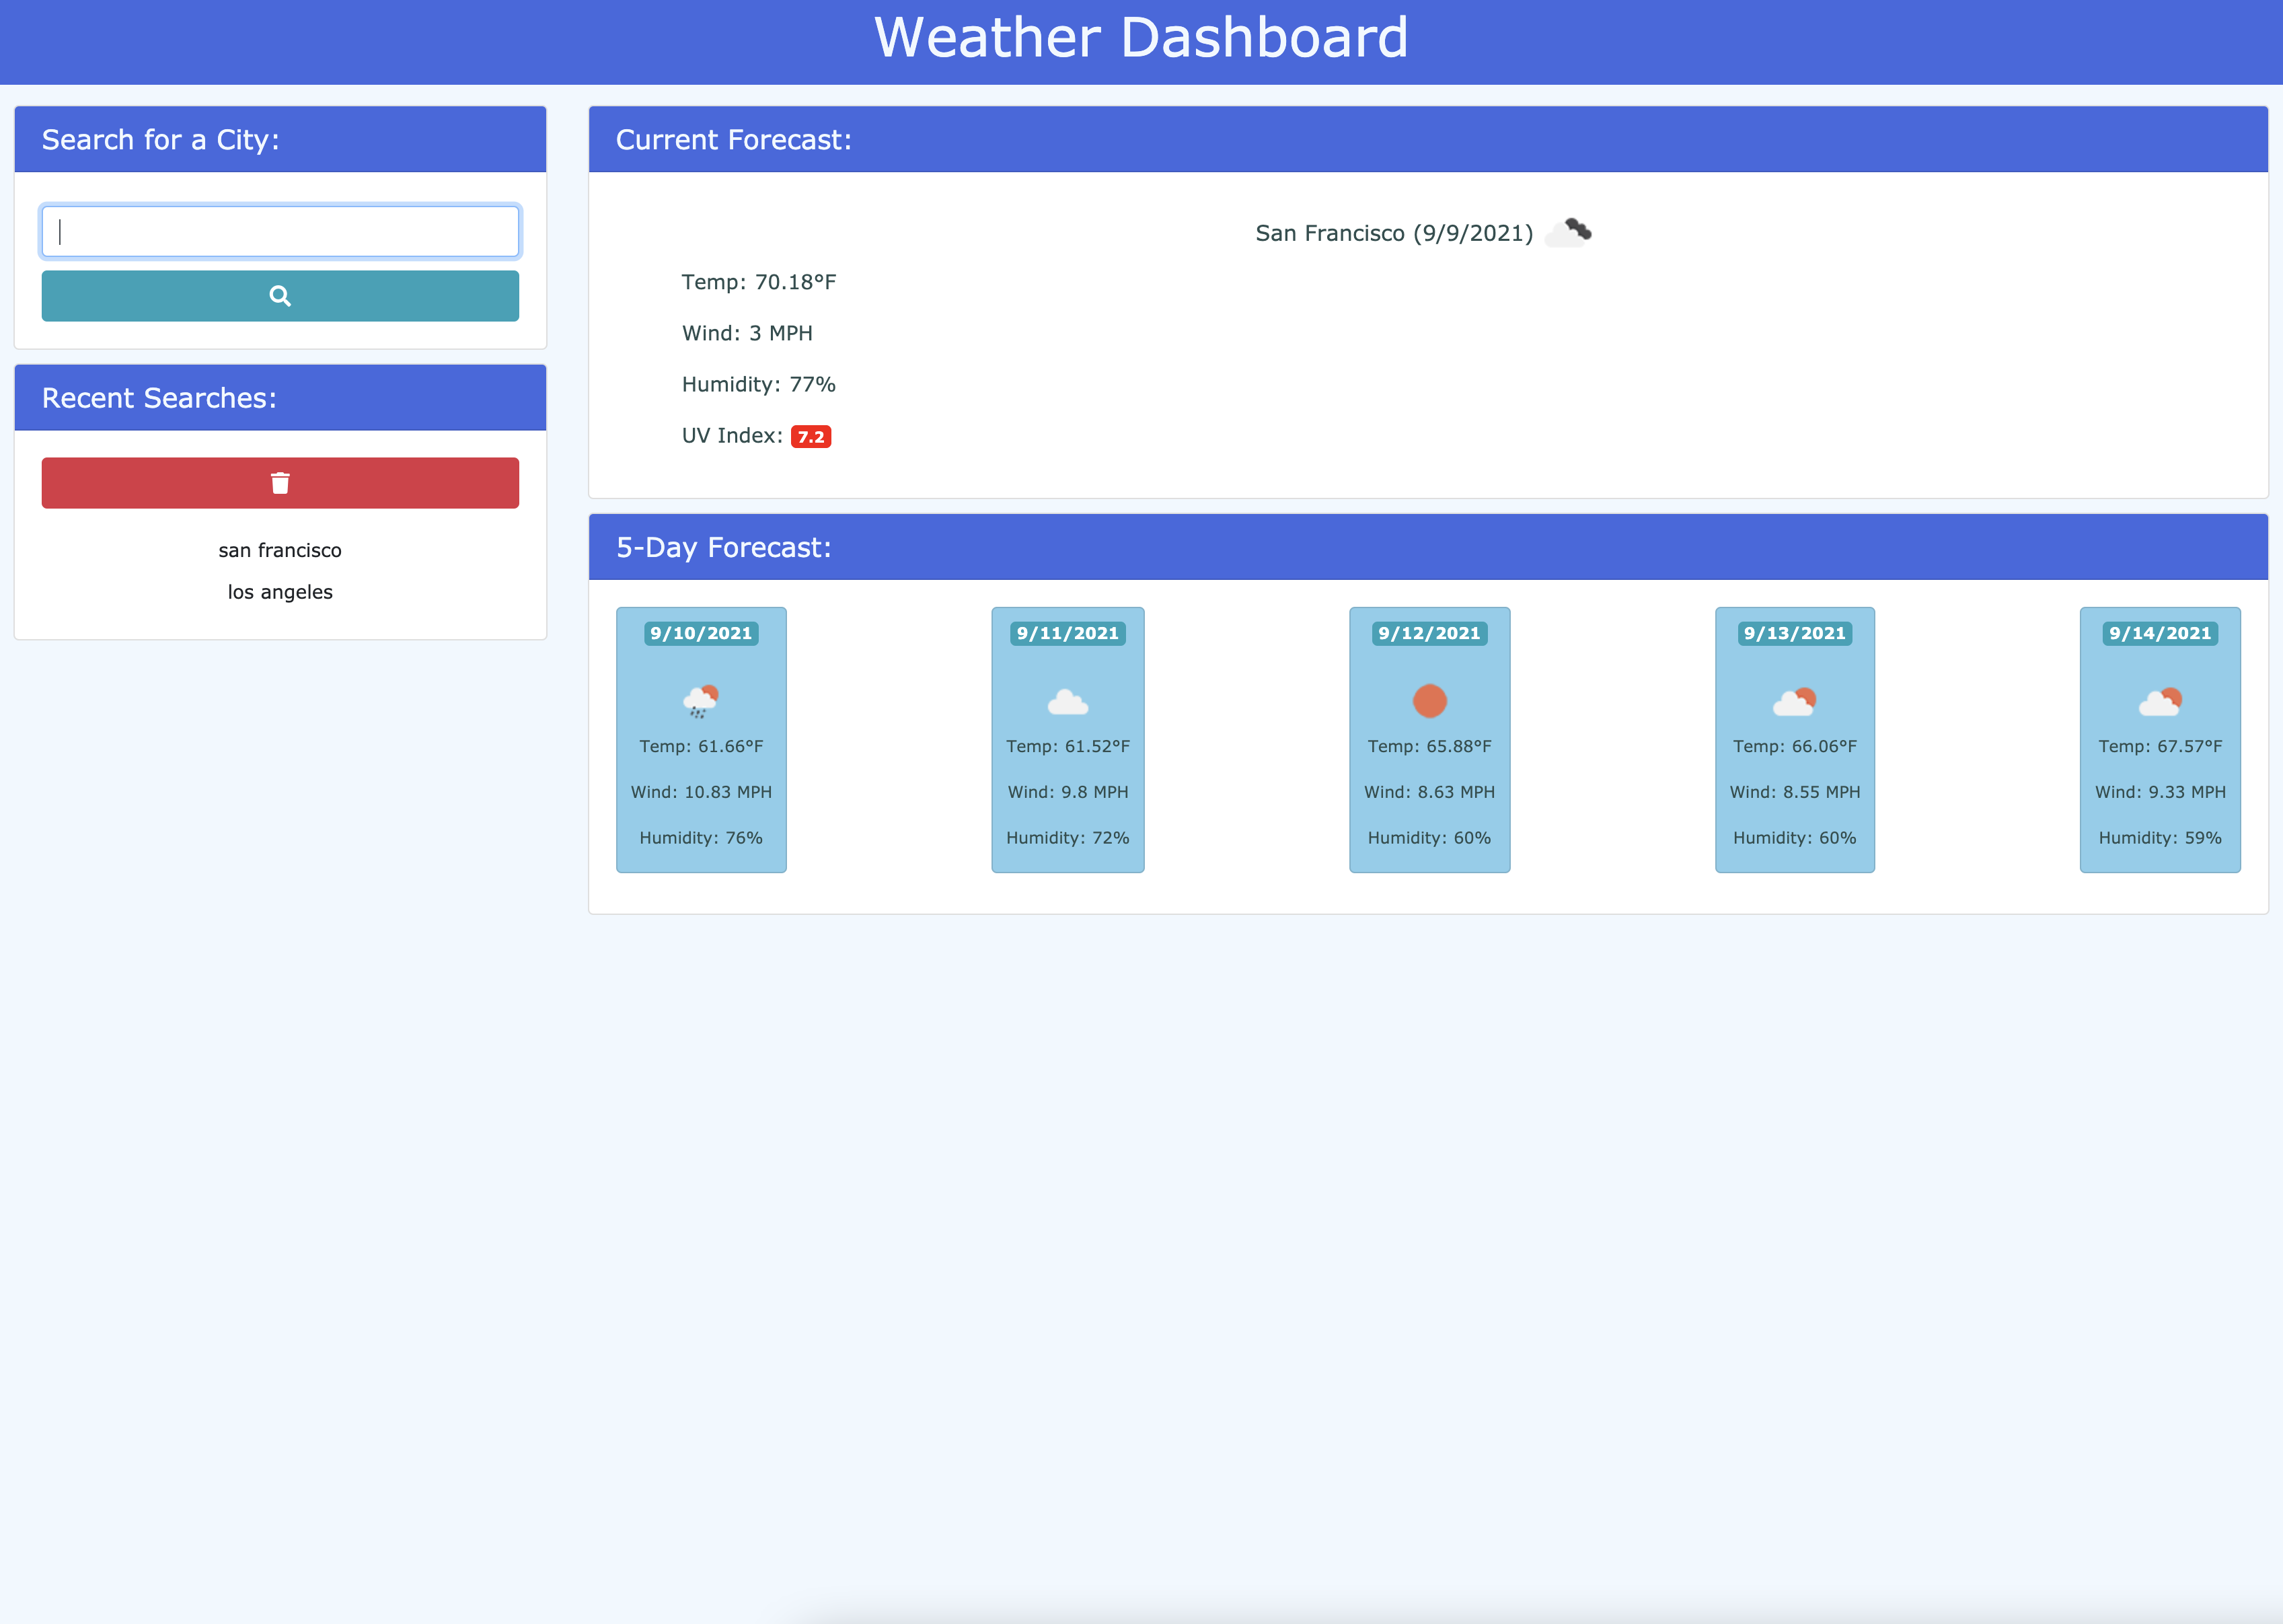 Weather Dashboard
Search for a City:
Recent Searches:
san francisco
los angeles
Current Forecast:
San Francisco (9/9/2021)
Temp: 70.18°F
Wind: 3 MPH
Humidity: 77%
UV Index: 7.2
5-Day Forecast:
9/10/2021
Temp: 61.66°F
Wind: 10.83 MPH
Humidity: 76%
9/11/2021
Temp: 61.52°F
Wind: 9.8 MPH
Humidity: 72%
9/12/2021
Temp: 65.88°F
Wind: 8.63 MPH
Humidity: 60%
9/13/2021
Temp: 66.06°F
Wind: 8.55 MPH
Humidity: 60%
9/14/2021
Temp: 67.57°F
Wind: 9.33 MPH
Humidity: 59%